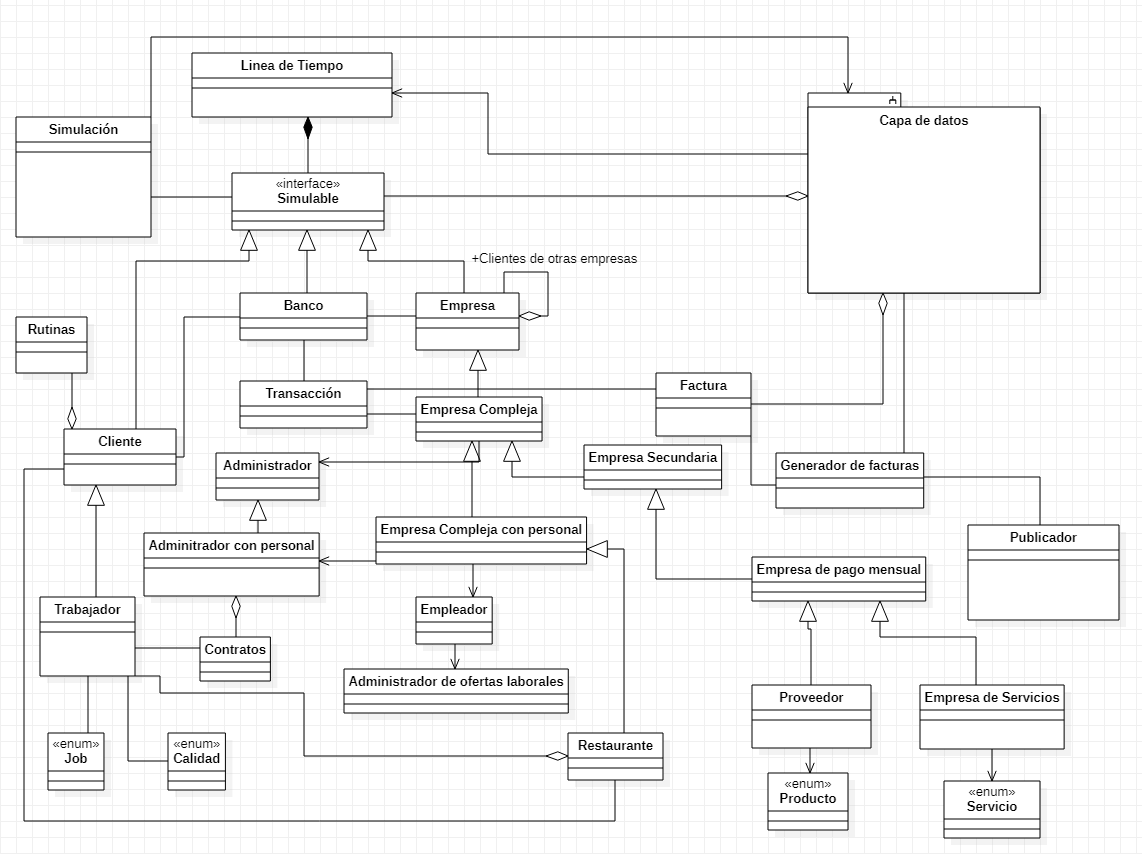 Linea de Tiempo
Capa de datos
Simulación
«interface»
Simulable
+Clientes de otras empresas
Banco
Empresa
Rutinas
Transacción
Factura
Empresa Compleja
Cliente
Administrador
Empresa Secundaria
Generador de facturas
Empresa Compleja con personal
Publicador
Adminitrador con personal
Empresa de pago mensual
Trabajador
Empleador
Contratos
Administrador de ofertas laborales
Proveedor
Empresa de Servicios
«enum»
Job
«enum»
Calidad
Restaurante
«enum»
Producto
«enum»
Servicio